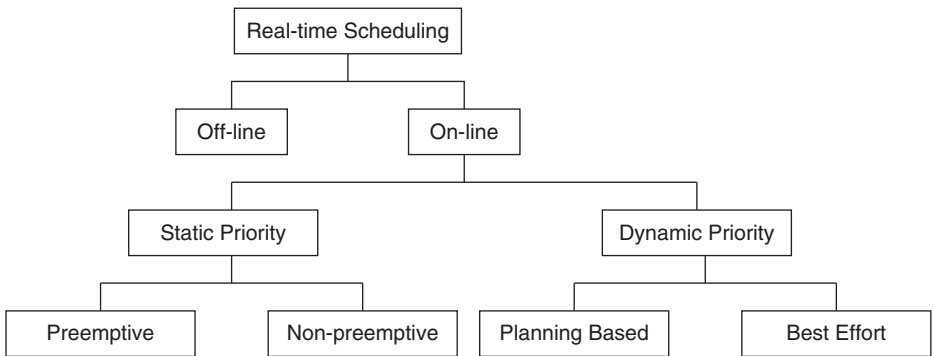 Real-time Scheduling
Off-line
On-line
Static Priority
Dynamic Priority
Preemptive
Non-preemptive
Planning Based
Best Effort